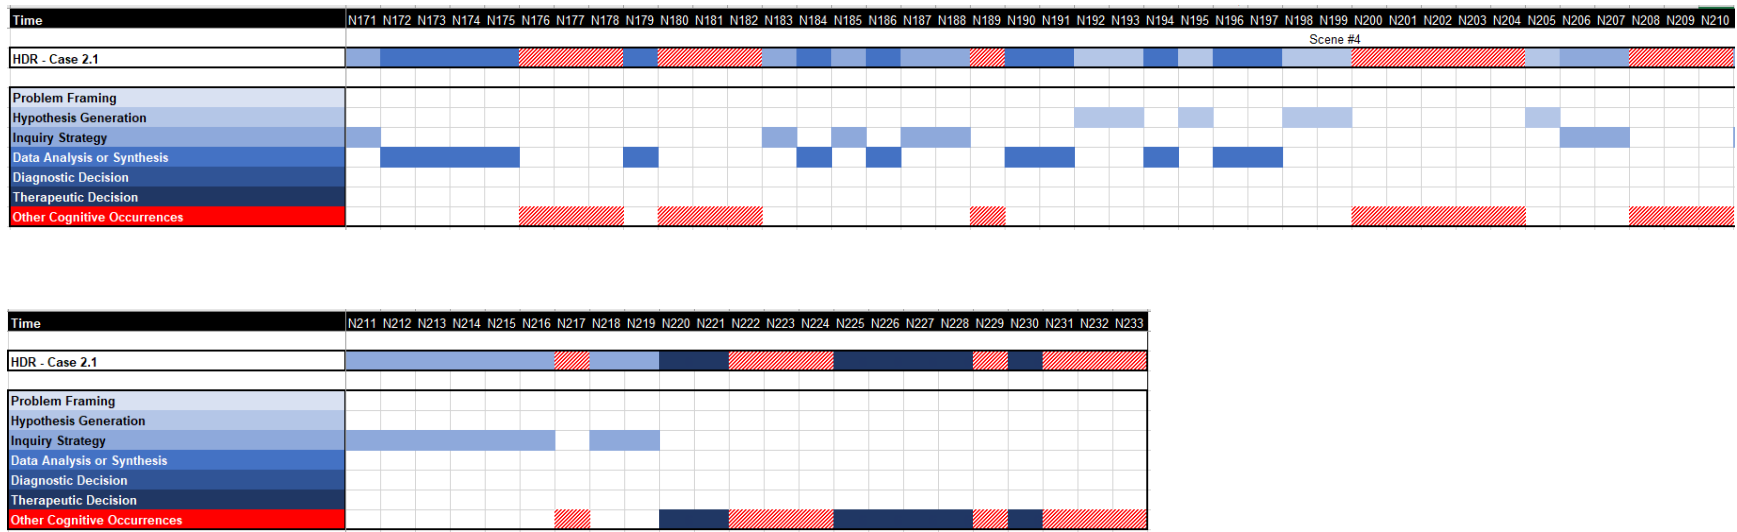 Time N171 N172 N173 N174 N175 N176 N177 N178 N179 N180 N181 N182 N183 N184 N185 N186 N187 N188 N189 N190 N191 N192 N193 N194 N195 N196 N197 N198 N199 N200 N201 N202 N203 N204 N205 N206 N207 N208 N209 N210
Scene #4
HDR - Case 2.1
Problem Framing
Hypothesis Generation
Inquiry Strategy
Data Analysis or Synthesis
Diagnostic Decision
Therapeutic Decision
Other Cognitive Occurrences
Time N211 N212 N213 N214 N215 N216 N217 N218 N219 N220 N221 N222 N223 N224 N225 N226 N227 N228 N229 N230 N231 N232 N233
HDR - Case 2.1
Problem Framing
Hypothesis Generation
Inquiry Strategy
Data Analysis or Synthesis
Diagnostic Decision
Therapeutic Decision
Other Cognitive Occurrences